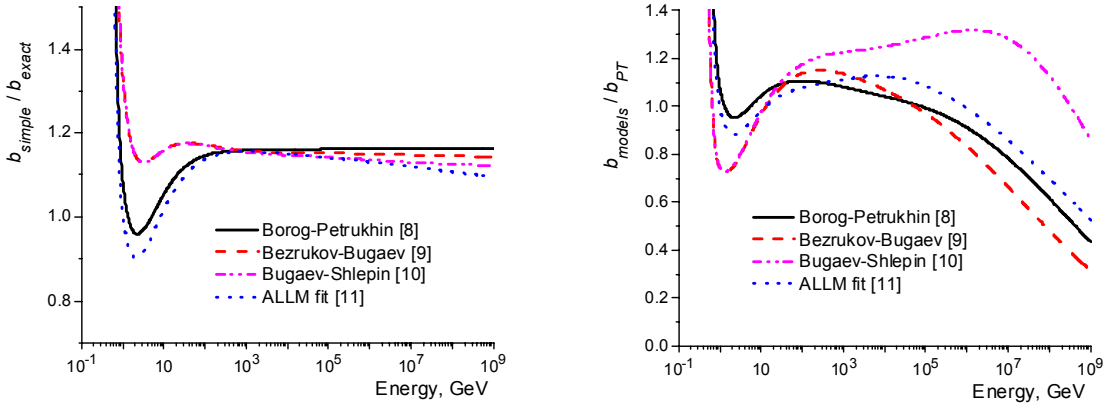 b_simple / b_exact
1.4
1.2
1.0
0.8
Borog-Petrukhin [8]
Bezrukov-Bugaev [9]
Bugaev-Shlepin [10]
ALLM fit [11]
10^-1 10^1 10^3 10^5 10^7 10^9
Energy, GeV
b_models / b_PT
1.4
1.2
1.0
0.8
0.6
0.4
0.2
0.0
Borog-Petrukhin [8]
Bezrukov-Bugaev [9]
Bugaev-Shlepin [10]
ALLM fit [11]
10^-1 10^1 10^3 10^5 10^7 10^9
Energy, GeV